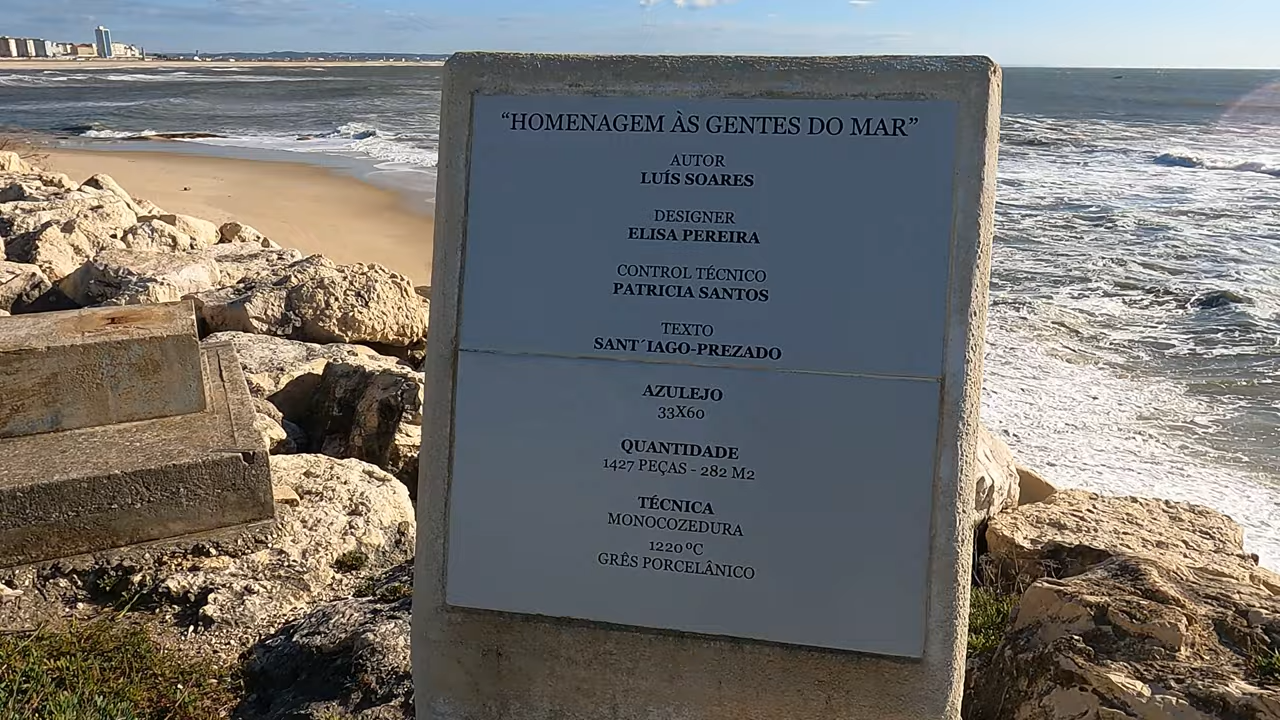 “HOMENAGEM ÀS GENTES DO MAR”
AUTOR
LUÍS SOARES
DESIGNER
ELISA PEREIRA
CONTROL TÉCNICO
PATRICIA SANTOS
TEXTO
SANT´IAGO-PREZADO
AZULEJO
33X60
QUANTIDADE
1427 PEÇAS - 282 M2
TÉCNICA
MONOCOZEDURA
1220 ºC
GRÊS PORCELÂNICO